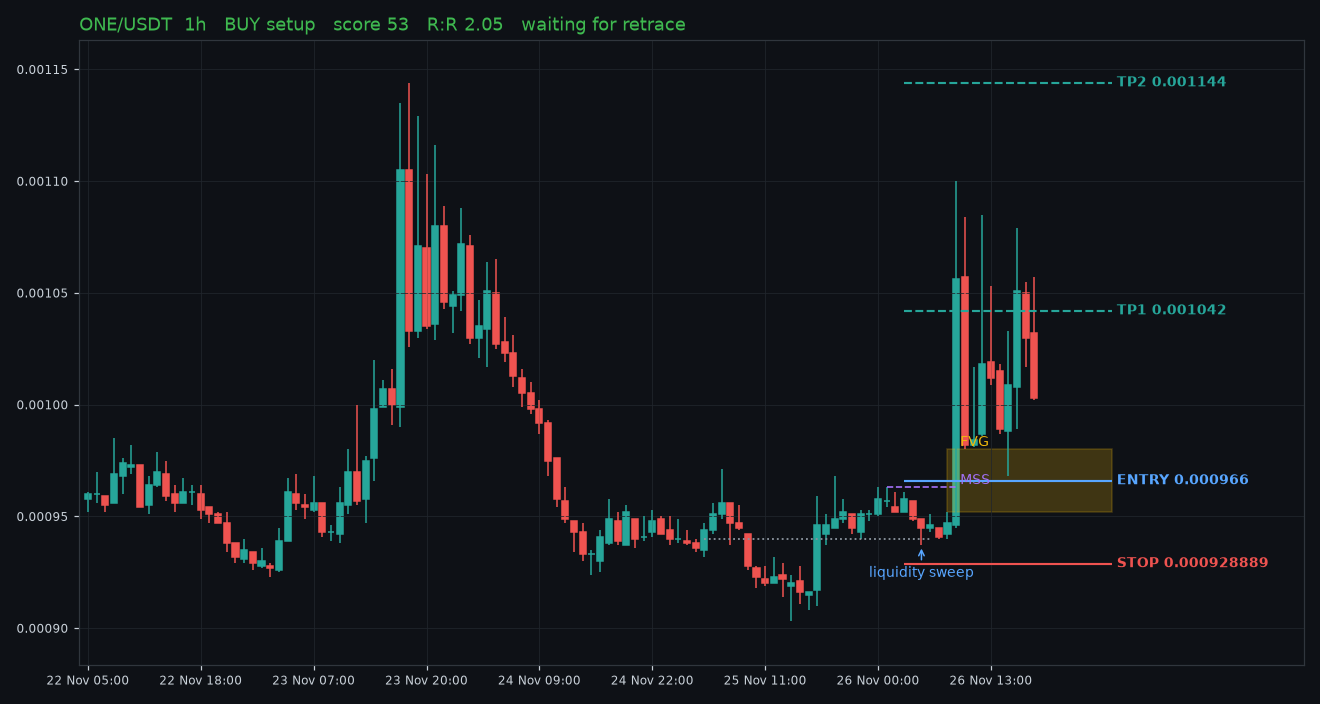 ONE/USDT 1h BUY setup score 53 R:R 2.05 waiting for retrace
0.00115
TP2 0.001144
0.00110
0.00105
TP1 0.001042
0.00100
FVG
MSS
ENTRY 0.000966
0.00095
STOP 0.000928889
liquidity sweep
0.00090
22 Nov 05:00 22 Nov 18:00 23 Nov 07:00 23 Nov 20:00 24 Nov 09:00 24 Nov 22:00 25 Nov 11:00 26 Nov 00:00 26 Nov 13:00